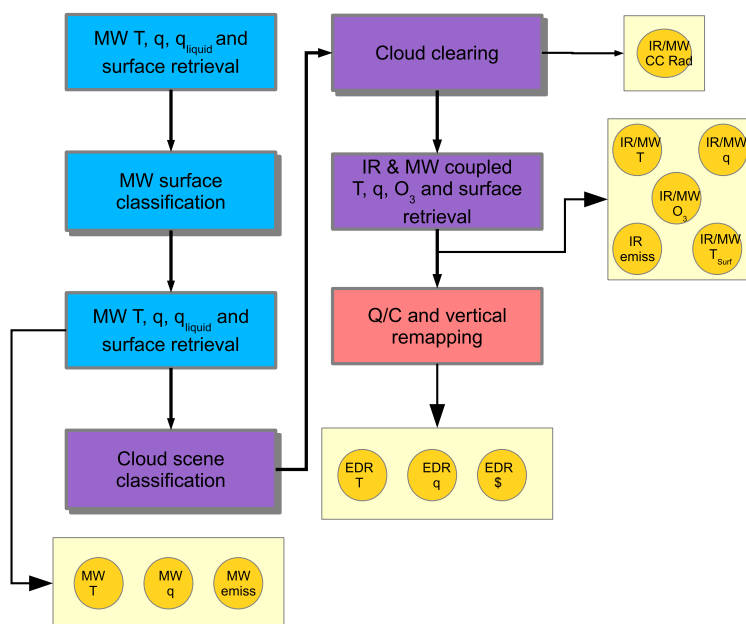 MW T, q, qliquid and
surface retrieval
MW surface
classification
MW T, q, qliquid and
surface retrieval
Cloud scene
classification
MW
T
MW
q
MW
emiss
Cloud clearing
IR/MW
CC Rad
IR & MW coupled
T, q, O3 and surface
retrieval
IR/MW
T
IR/MW
q
IR/MW
O3
IR
emiss
IR/MW
TSurf
Q/C and vertical
remapping
EDR
T
EDR
q
EDR
$